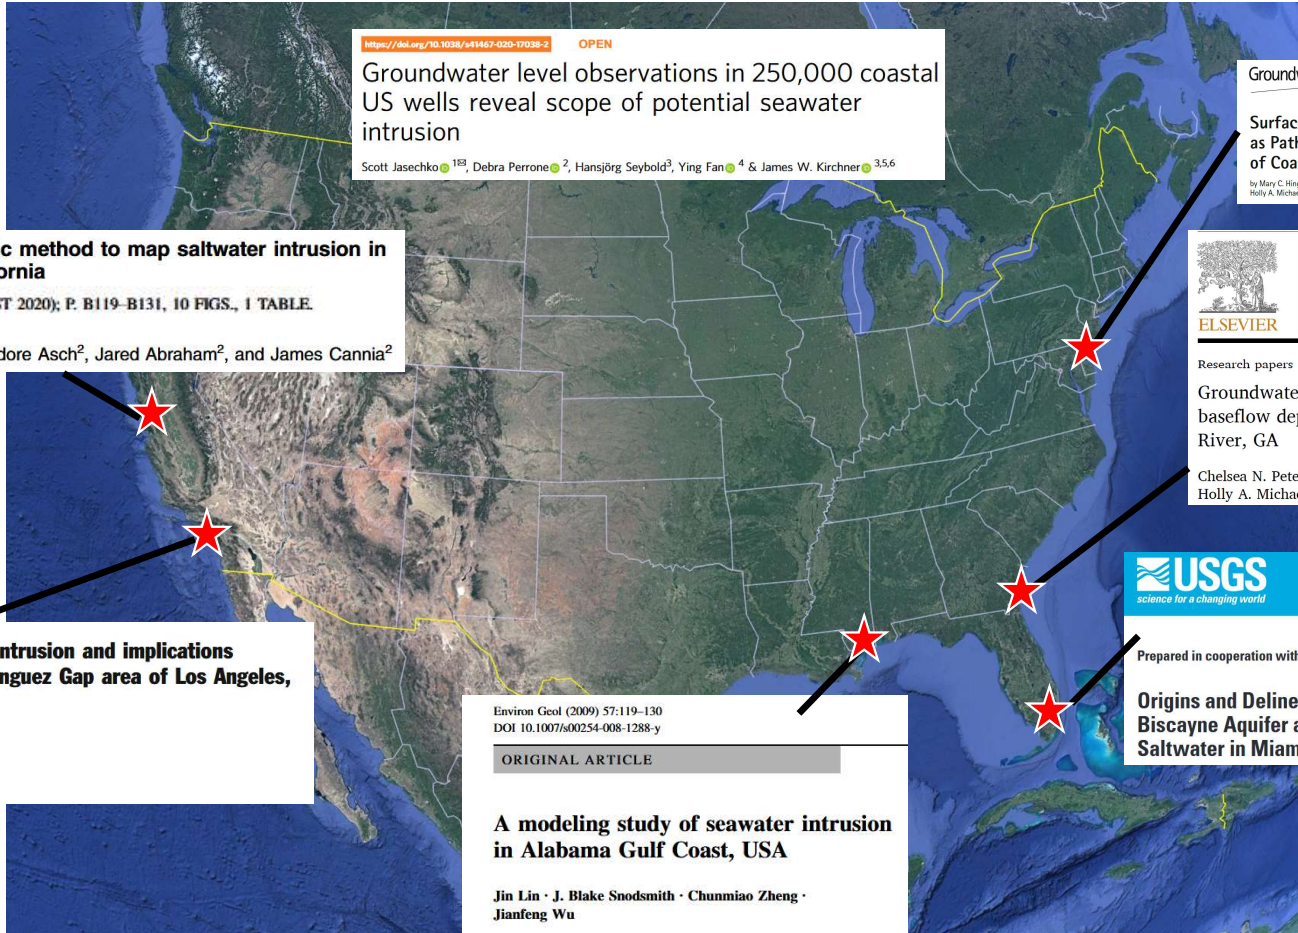 https://doi.org/10.1038/s41467-020-17038-2 OPEN
Groundwater level observations in 250,000 coastal
US wells reveal scope of potential seawater
intrusion
Scott Jasechko 1✉, Debra Perrone 2, Hansjörg Seybold3, Ying Fan 4 & James W. Kirchner 3,5,6
c method to map saltwater intrusion in
ornia
ST 2020); P. B119–B131, 10 FIGS., 1 TABLE.
dore Asch2, Jared Abraham2, and James Cannia2
ntrusion and implications
nguez Gap area of Los Angeles,
Environ Geol (2009) 57:119–130
DOI 10.1007/s00254-008-1288-y
ORIGINAL ARTICLE
A modeling study of seawater intrusion
in Alabama Gulf Coast, USA
Jin Lin · J. Blake Snodsmith · Chunmiao Zheng ·
Jianfeng Wu
Groundw
Surfac
as Path
of Coa
by Mary C. Hing
Holly A. Micha
ELSEVIER
Research papers
Groundwate
baseflow dep
River, GA
Chelsea N. Pete
Holly A. Micha
USGS
science for a changing world
Prepared in cooperation with
Origins and Deline
Biscayne Aquifer a
Saltwater in Miam